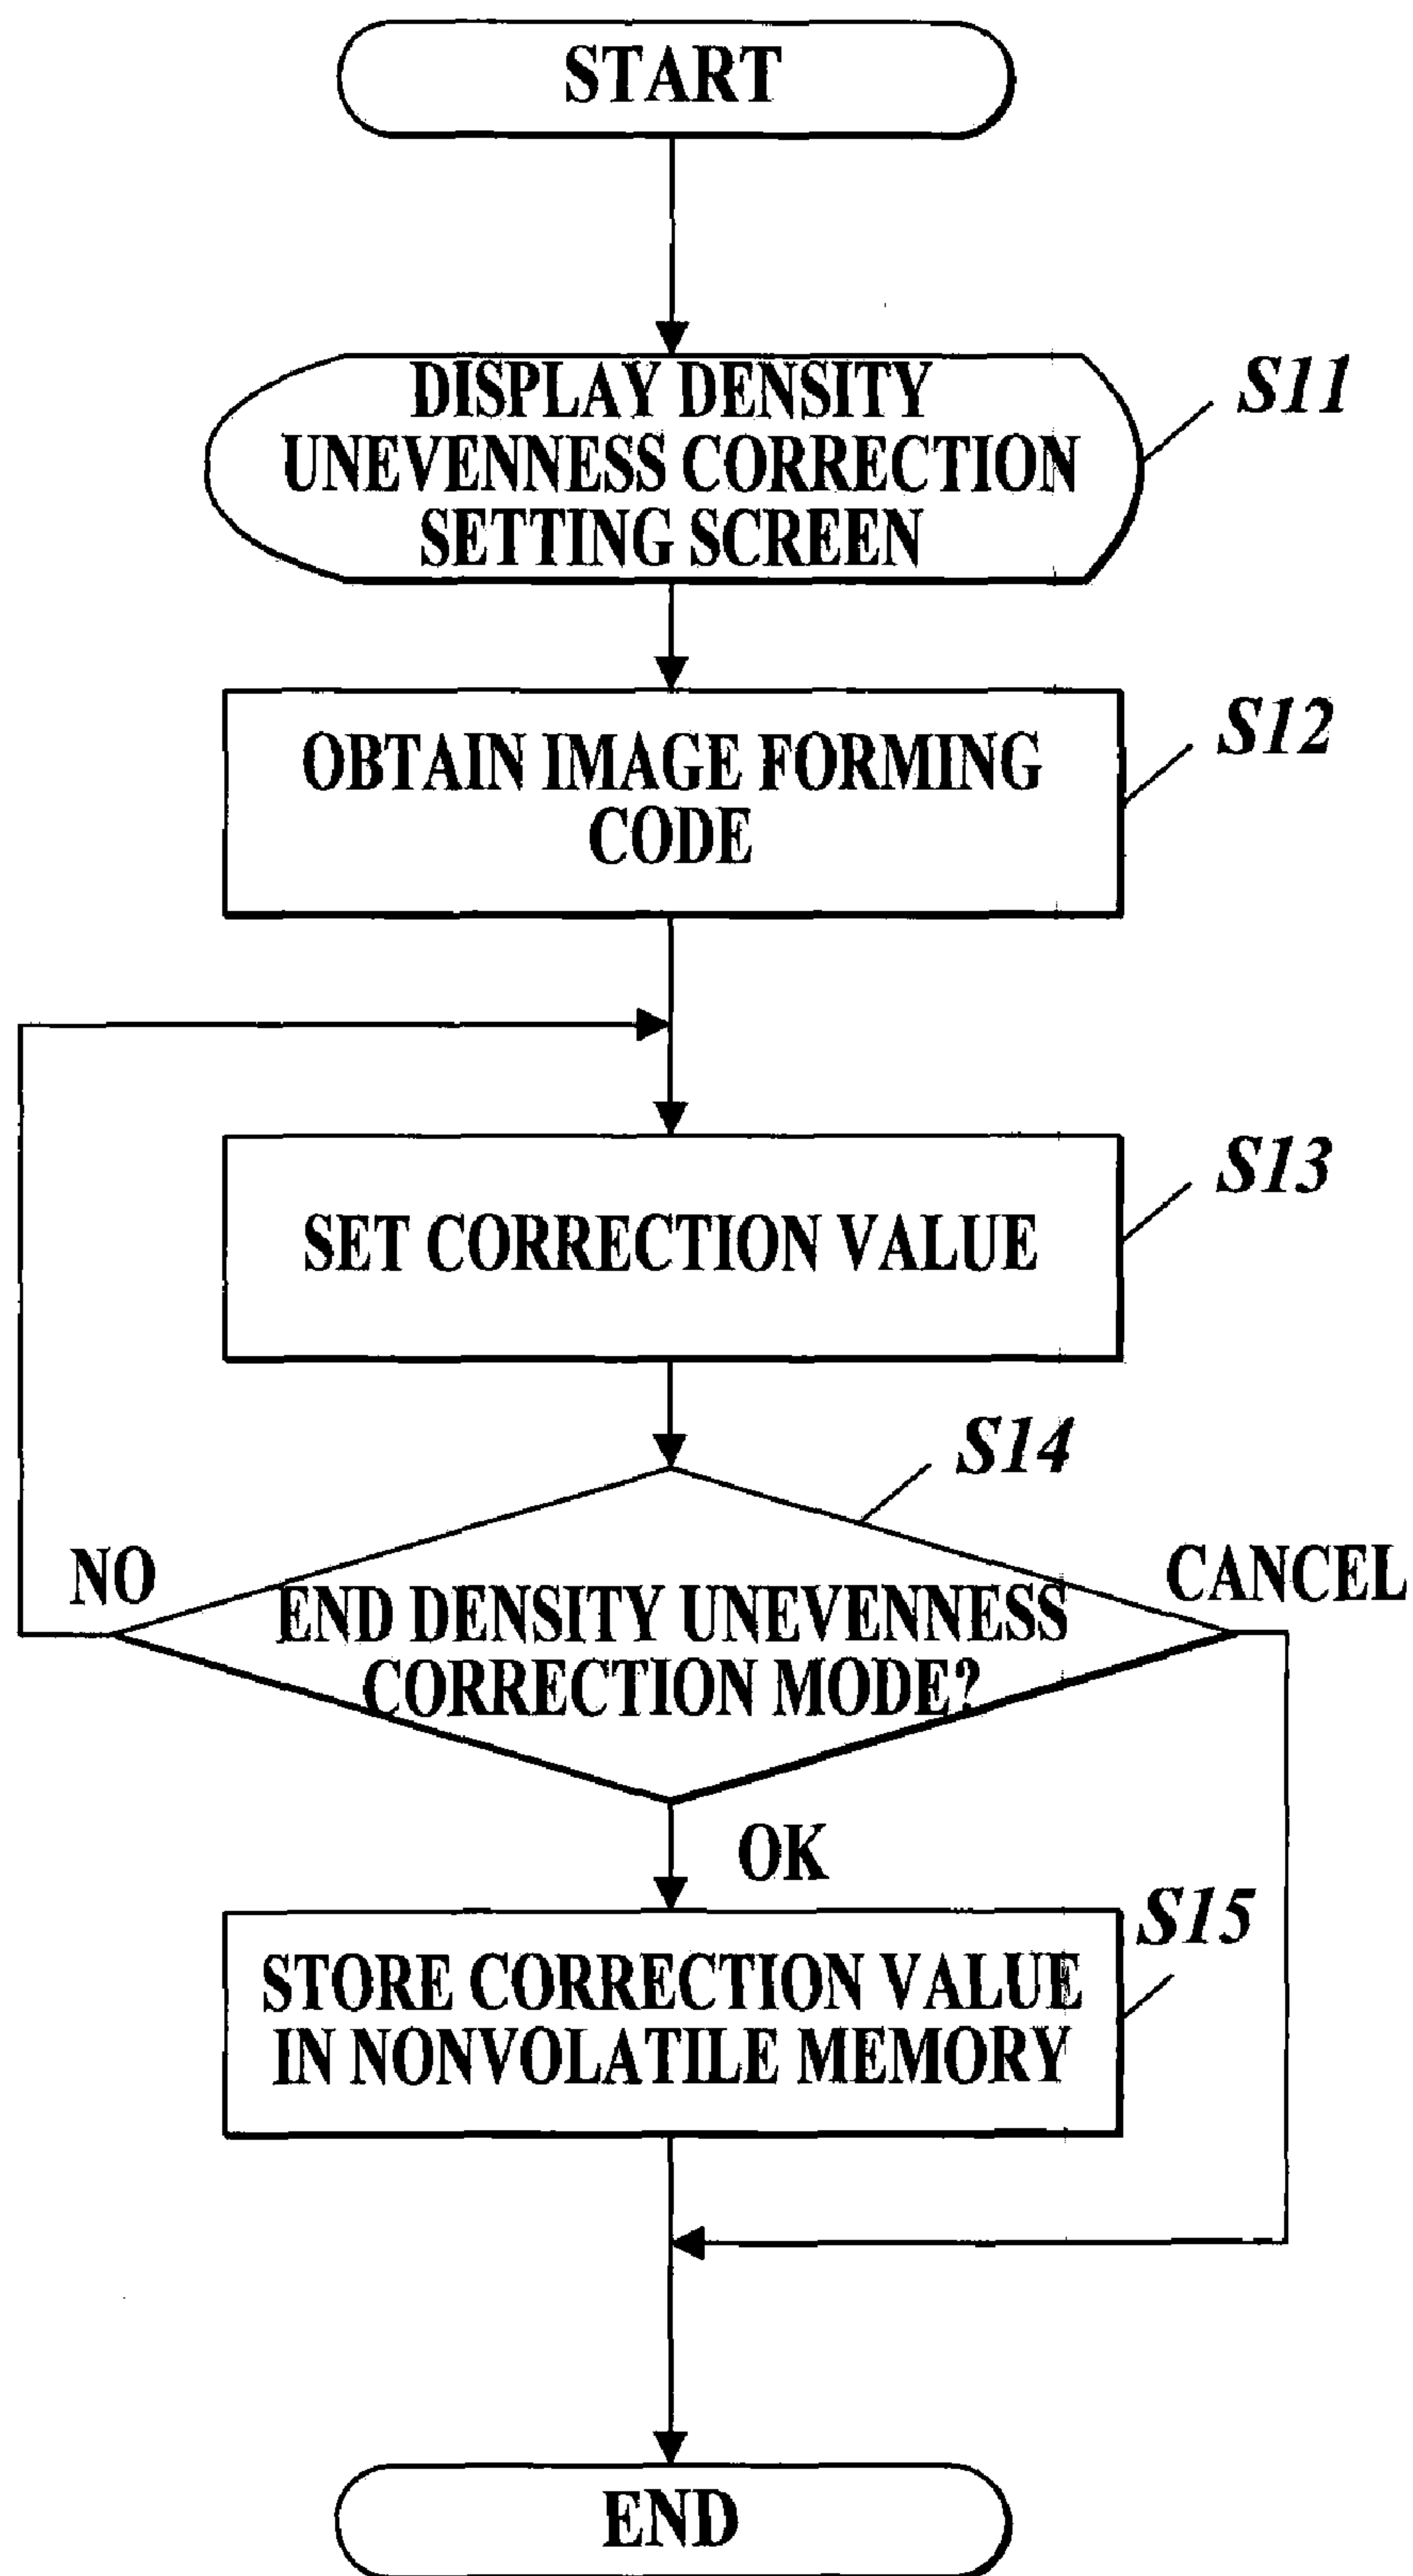 START
DISPLAY DENSITY
UNEVENNESS CORRECTION
SETTING SCREEN
S11
OBTAIN IMAGE FORMING
CODE
S12
SET CORRECTION VALUE
S13
S14
NO
CANCEL
END DENSITY UNEVENNESS
CORRECTION MODE?
OK
S15
STORE CORRECTION VALUE
IN NONVOLATILE MEMORY
END